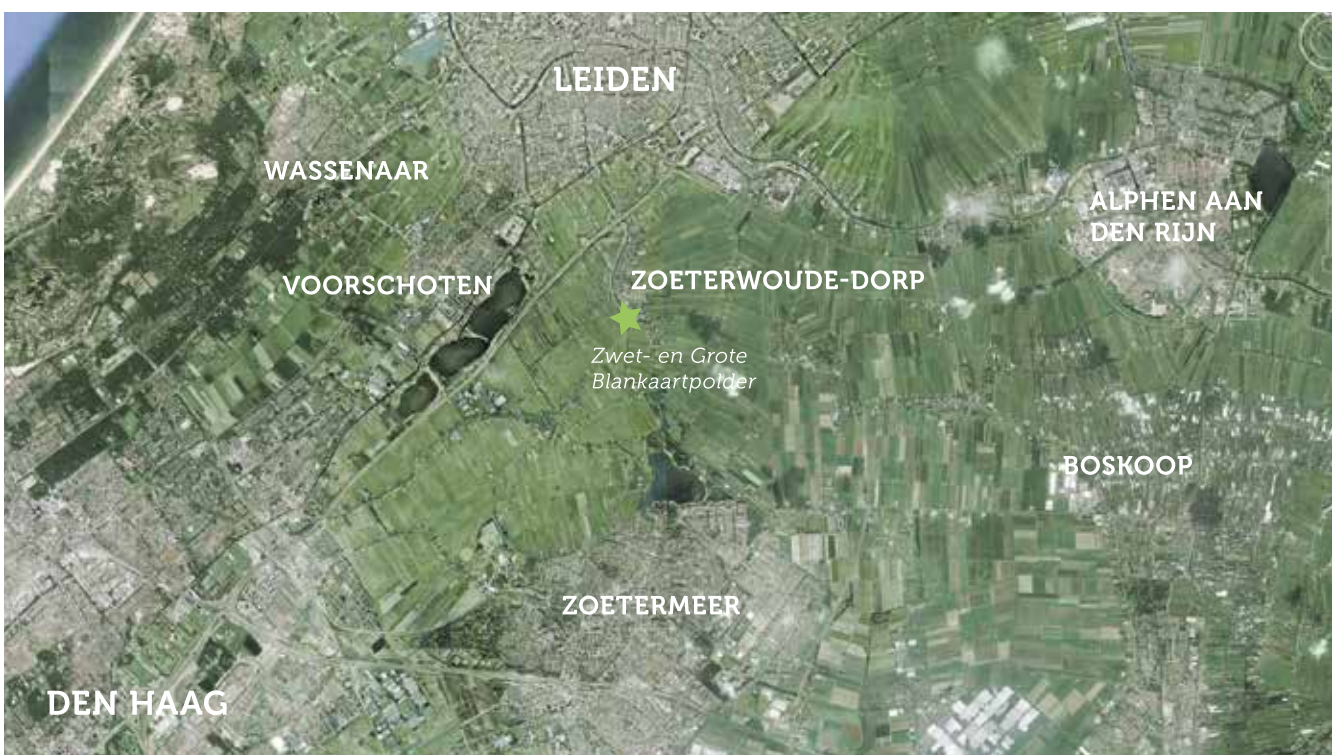 LEIDEN
WASSENAAR
ALPHEN AAN
DEN RIJN
VOORSCHOTEN
ZOETERWOUDE-DORP
Zwet- en Grote
Blankaartpolder
BOSKOOP
ZOETERMEER
DEN HAAG